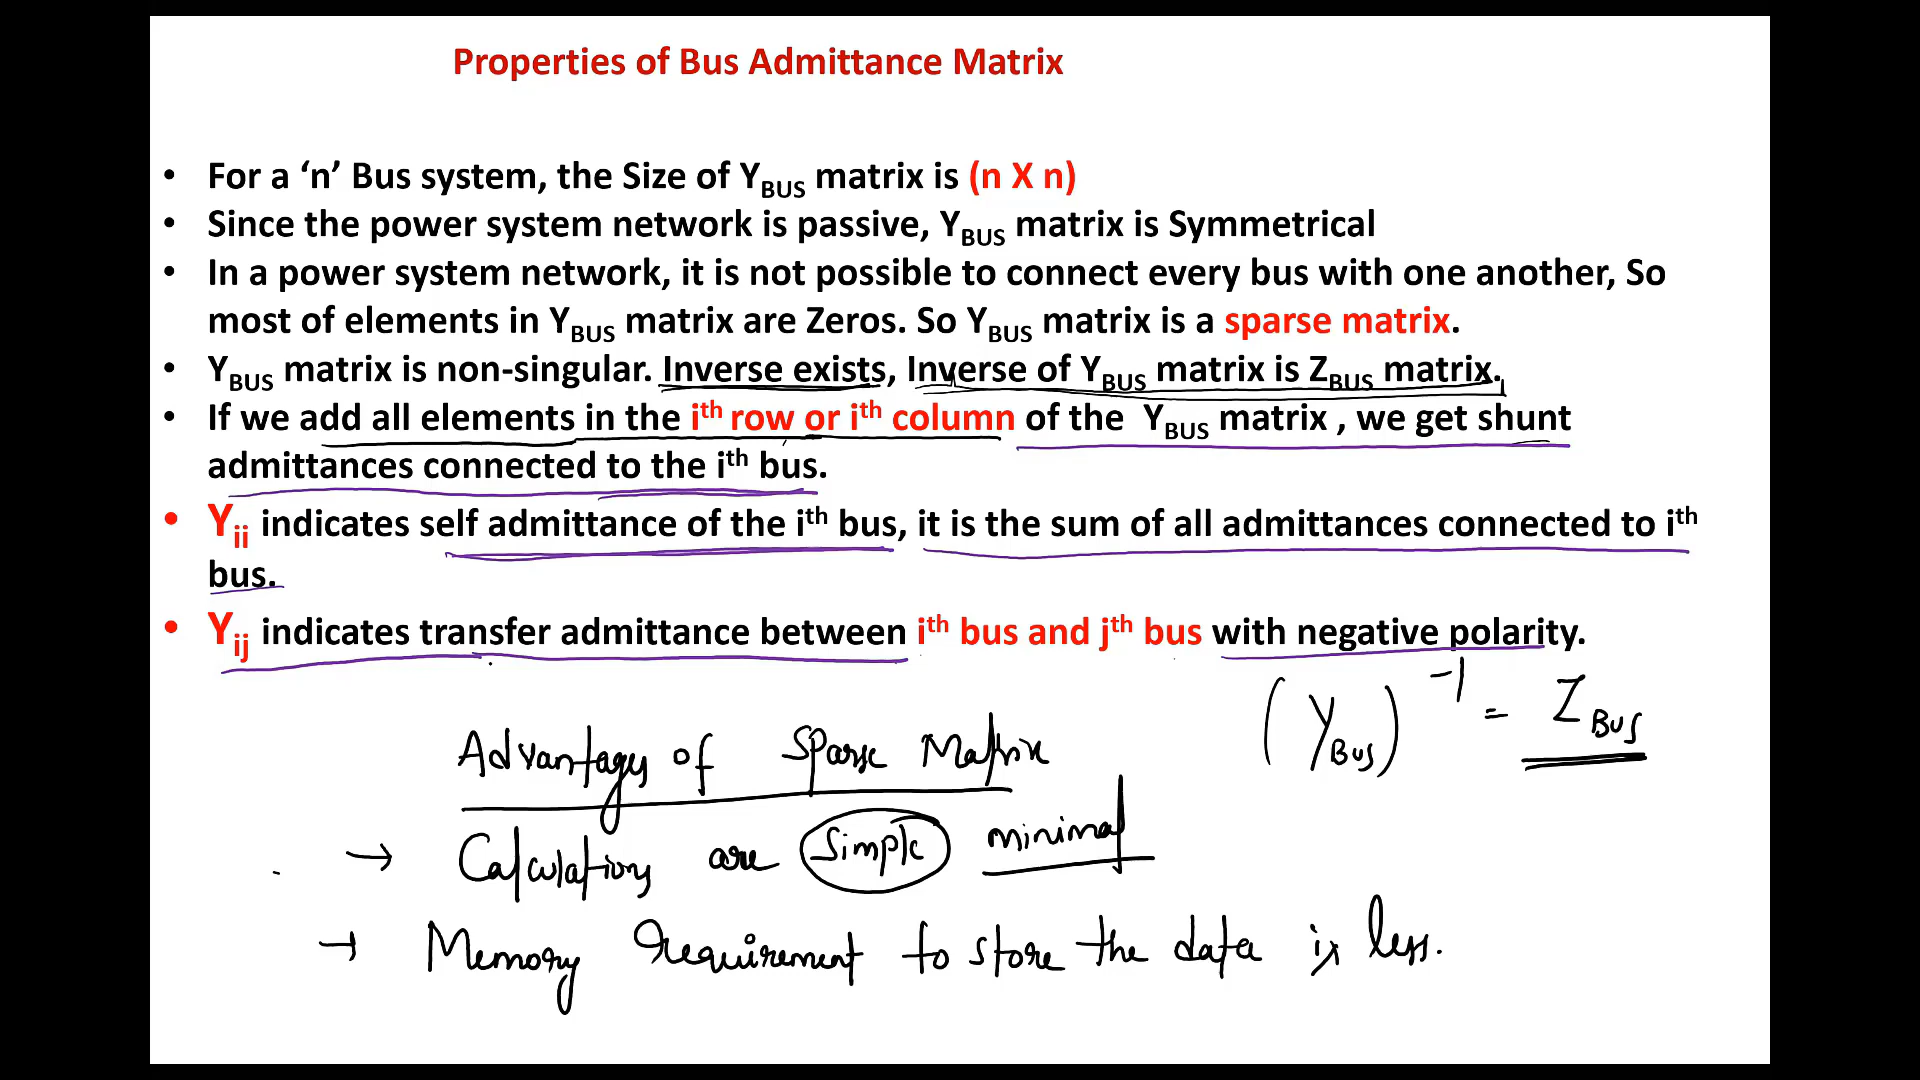 Properties of Bus Admittance Matrix
• For a ‘n’ Bus system, the Size of YBUS matrix is (n X n)
• Since the power system network is passive, YBUS matrix is Symmetrical
• In a power system network, it is not possible to connect every bus with one another, So
most of elements in YBUS matrix are Zeros. So YBUS matrix is a sparse matrix.
• YBUS matrix is non-singular. Inverse exists, Inverse of YBUS matrix is ZBUS matrix.
• If we add all elements in the ith row or ith column of the YBUS matrix , we get shunt
admittances connected to the ith bus.
• Yii indicates self admittance of the ith bus, it is the sum of all admittances connected to ith
bus.
• Yij indicates transfer admittance between ith bus and jth bus with negative polarity.
(YBus)-1 = ZBus
Advantages of Sparse Matrix
→ Calculations are Simple minimal
→ Memory requirement to store the data is less.